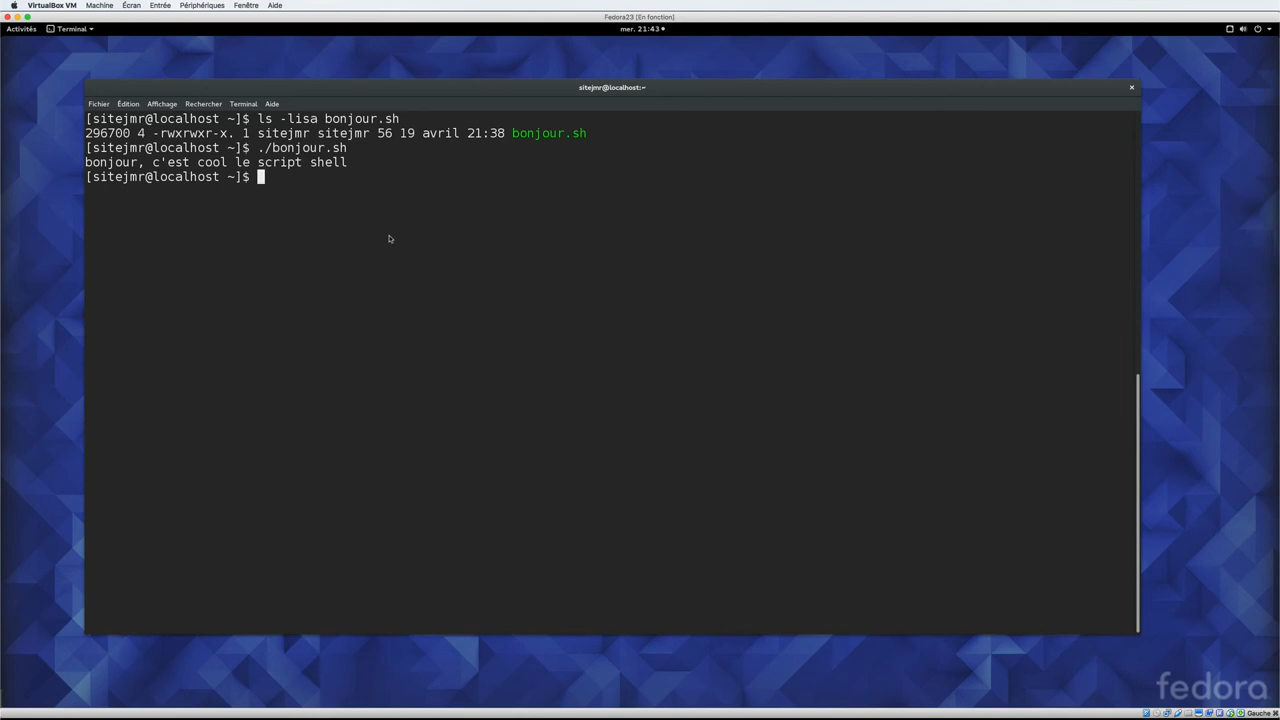 VirtualBox VM Machine Écran Entrée Périphériques Fenêtre Aide
Fedora23 [En fonction]
Activités Terminal mer. 21:43
sitejmr@localhost:~
Fichier Édition Affichage Rechercher Terminal Aide
[sitejmr@localhost ~]$ ls -lisa bonjour.sh
296700 4 -rwxrwxr-x. 1 sitejmr sitejmr 56 19 avril 21:38 bonjour.sh
[sitejmr@localhost ~]$ ./bonjour.sh
bonjour, c'est cool le script shell
[sitejmr@localhost ~]$
fedora
Gauche ⌘